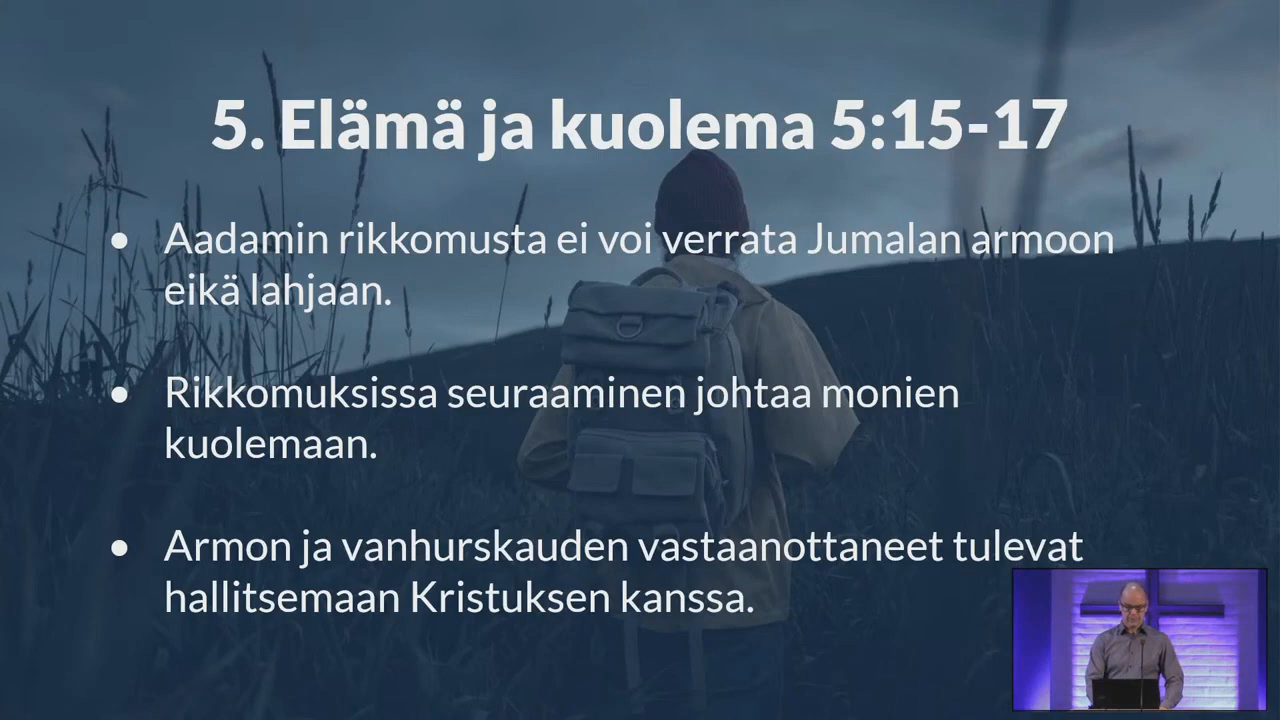 5. Elämä ja kuolema 5:15-17
● Aadamin rikkomusta ei voi verrata Jumalan armoon
eikä lahjaan.
● Rikkomuksissa seuraaminen johtaa monien
kuolemaan.
● Armon ja vanhurskauden vastaanottaneet tulevat
hallitsemaan Kristuksen kanssa.